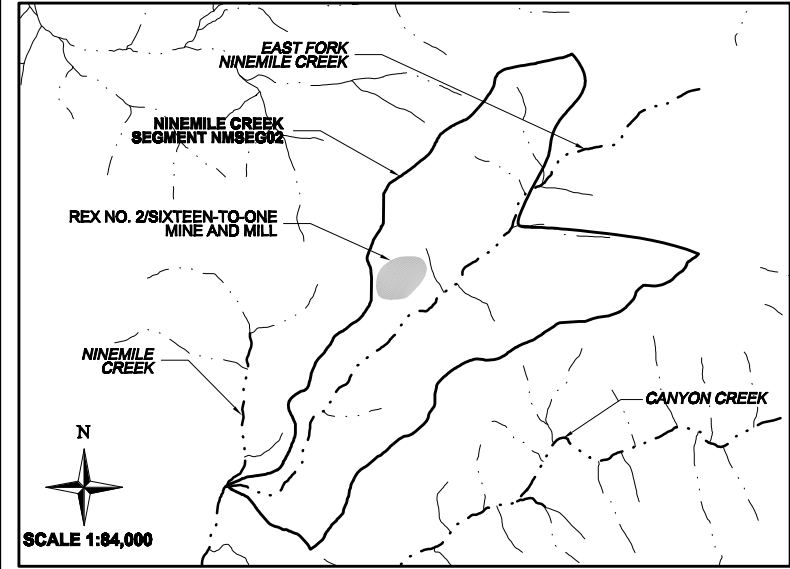 EAST FORK
NINEMILE CREEK
NINEMILE CREEK
SEGMENT NMSEG02
REX NO. 2/SIXTEEN-TO-ONE
MINE AND MILL
NINEMILE
CREEK
CANYON CREEK
N
SCALE 1:84,000